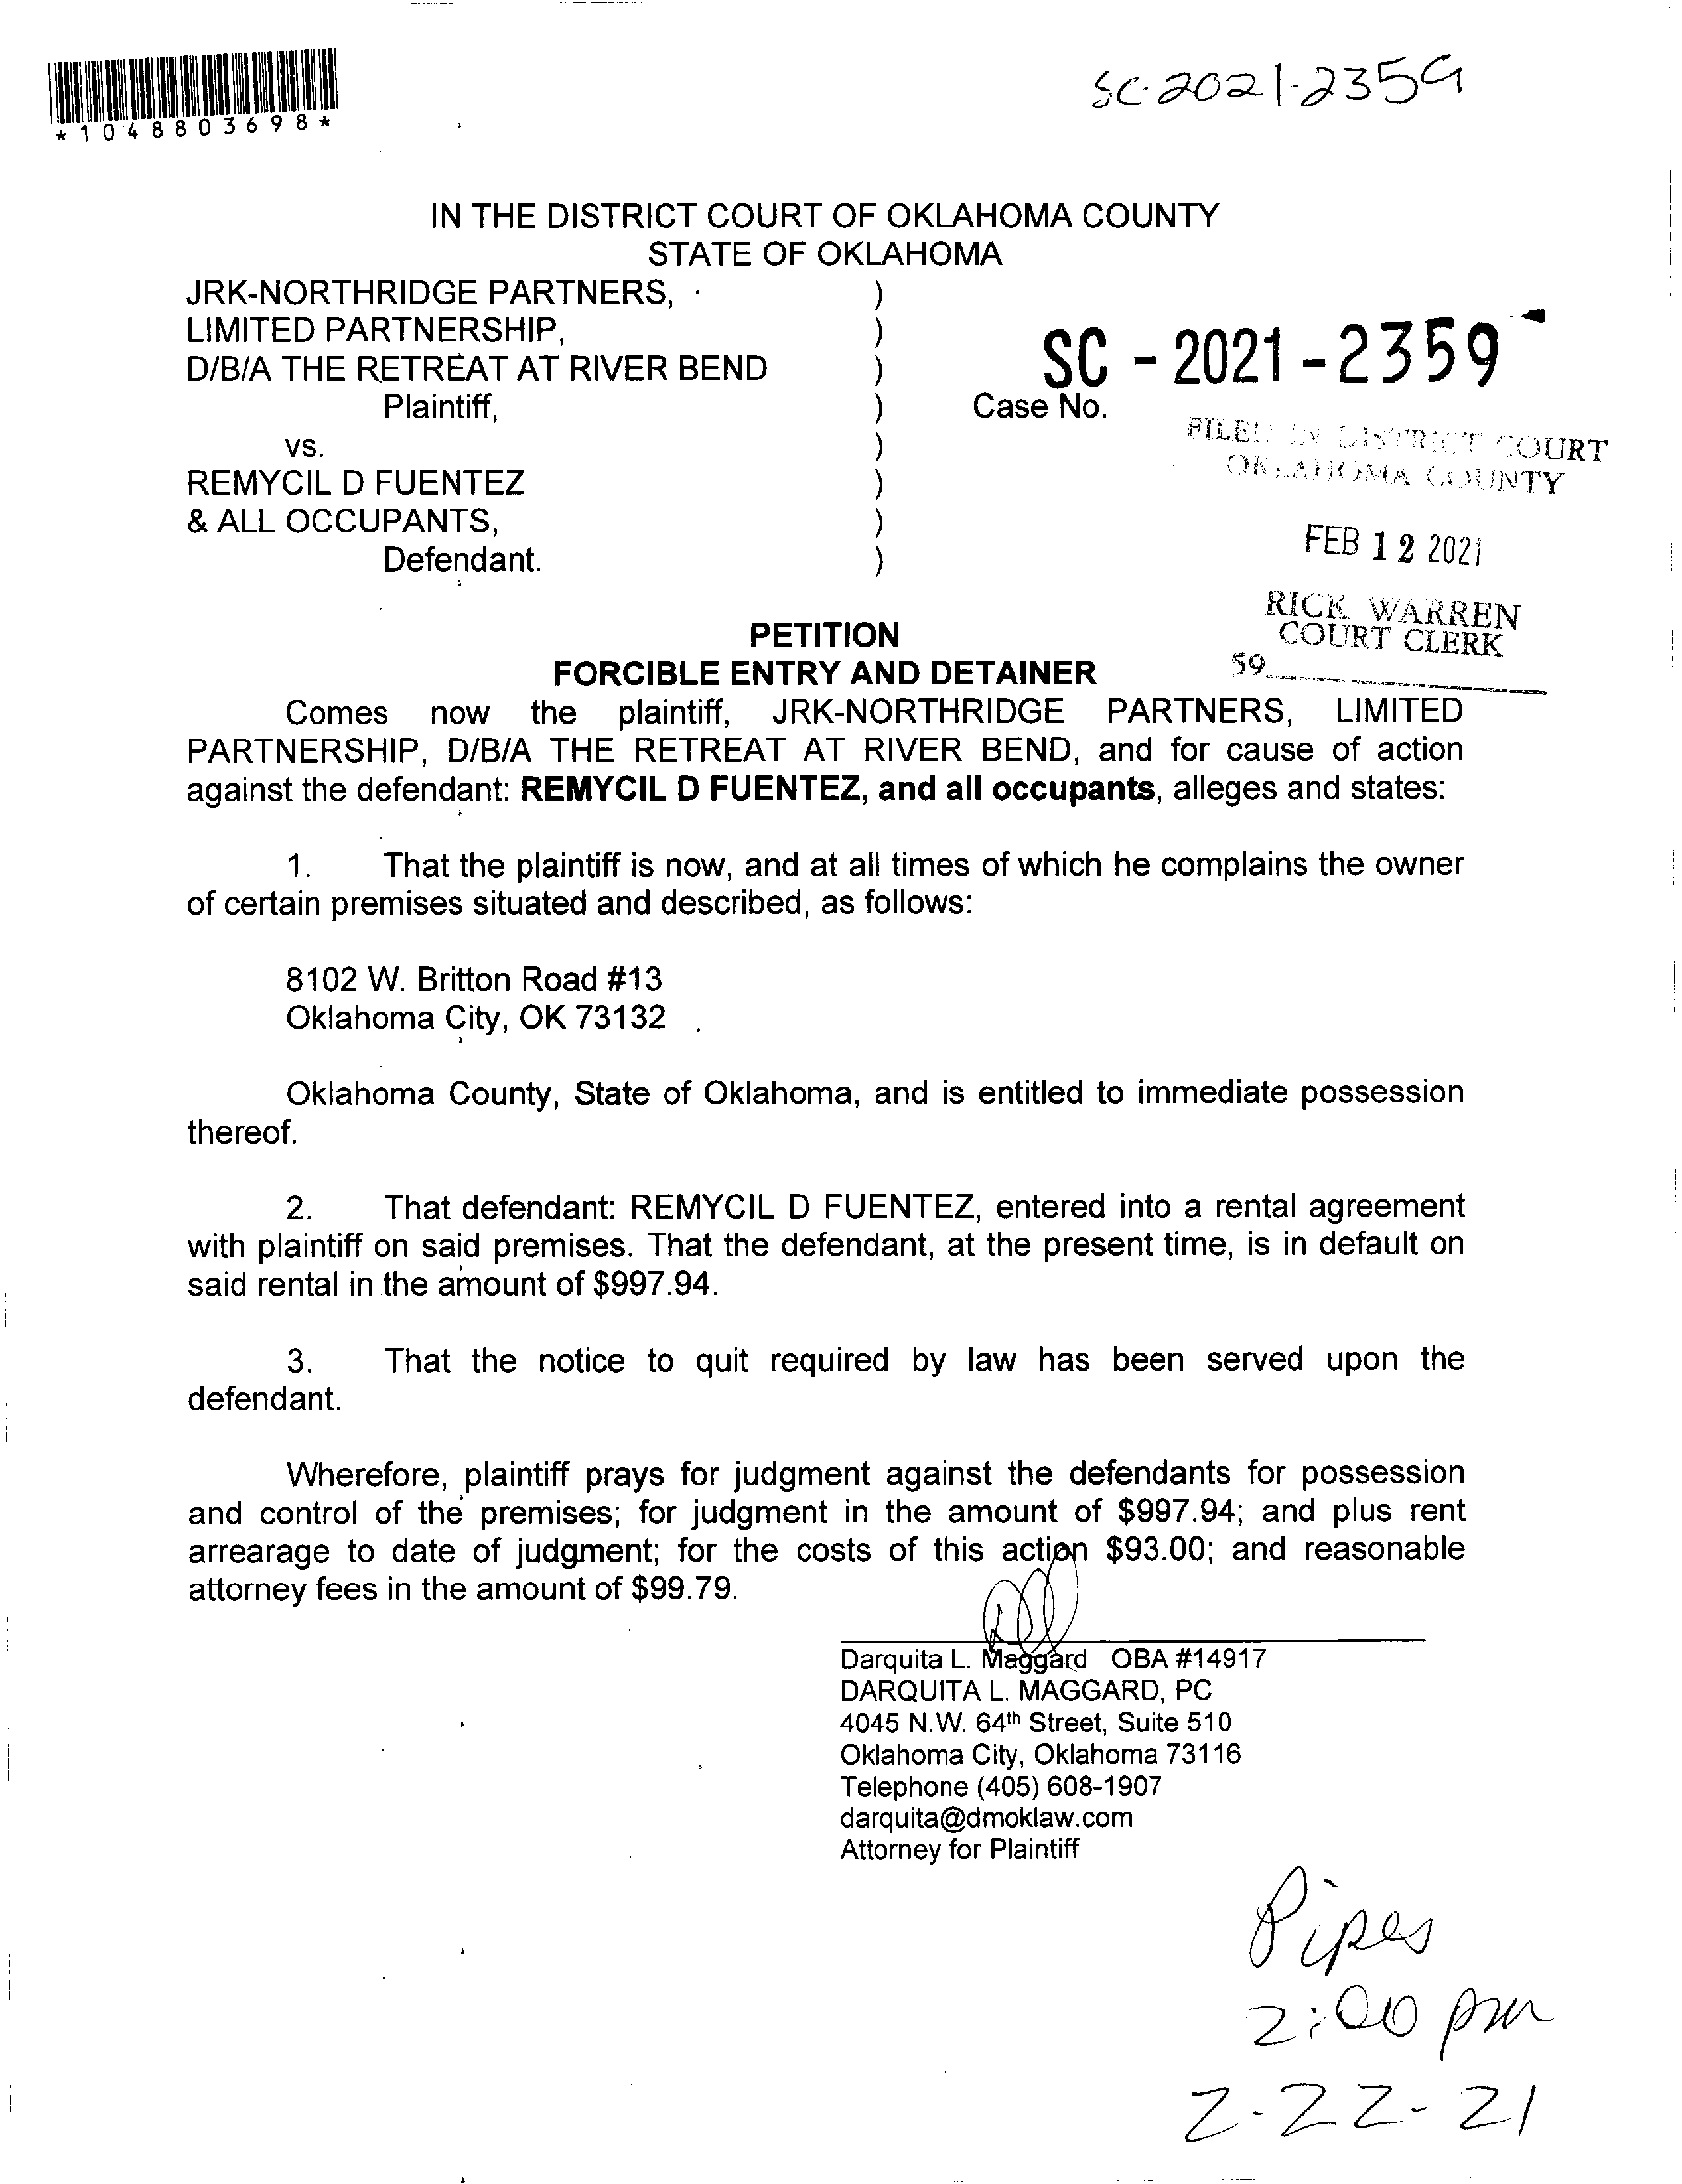 SC-2021-2359
*1048803698*
IN THE DISTRICT COURT OF OKLAHOMA COUNTY
STATE OF OKLAHOMA
JRK-NORTHRIDGE PARTNERS, )
LIMITED PARTNERSHIP, )
D/B/A THE RETREAT AT RIVER BEND )
SC - 2021 - 2359
Plaintiff, ) Case No.
vs. )
REMYCIL D FUENTEZ )
& ALL OCCUPANTS, )
Defendant. )
FILED IN DISTRICT COURT
OKLAHOMA COUNTY
FEB 12 2021
RICK WARREN
COURT CLERK
59
PETITION
FORCIBLE ENTRY AND DETAINER
Comes now the plaintiff, JRK-NORTHRIDGE PARTNERS, LIMITED
PARTNERSHIP, D/B/A THE RETREAT AT RIVER BEND, and for cause of action
against the defendant: REMYCIL D FUENTEZ, and all occupants, alleges and states:
1. That the plaintiff is now, and at all times of which he complains the owner
of certain premises situated and described, as follows:
8102 W. Britton Road #13
Oklahoma City, OK 73132
Oklahoma County, State of Oklahoma, and is entitled to immediate possession
thereof.
2. That defendant: REMYCIL D FUENTEZ, entered into a rental agreement
with plaintiff on said premises. That the defendant, at the present time, is in default on
said rental in the amount of $997.94.
3. That the notice to quit required by law has been served upon the
defendant.
Wherefore, plaintiff prays for judgment against the defendants for possession
and control of the premises; for judgment in the amount of $997.94; and plus rent
arrearage to date of judgment; for the costs of this action $93.00; and reasonable
attorney fees in the amount of $99.79.
Darquita L. Maggard OBA #14917
DARQUITA L. MAGGARD, PC
4045 N.W. 64th Street, Suite 510
Oklahoma City, Oklahoma 73116
Telephone (405) 608-1907
darquita@dmoklaw.com
Attorney for Plaintiff
Pipes
2:00 pm
2-22-21